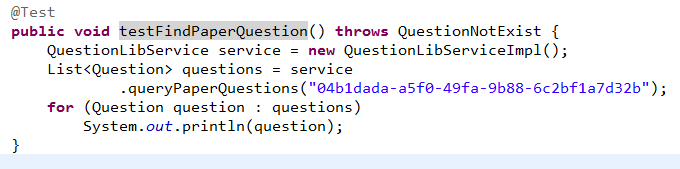 @Test
public void testFindPaperQuestion() throws QuestionNotExist {
    QuestionLibService service = new QuestionLibServiceImpl();
    List<Question> questions = service
            .queryPaperQuestions("04b1dada-a5f0-49fa-9b88-6c2bf1a7d32b");
    for (Question question : questions)
        System.out.println(question);
}